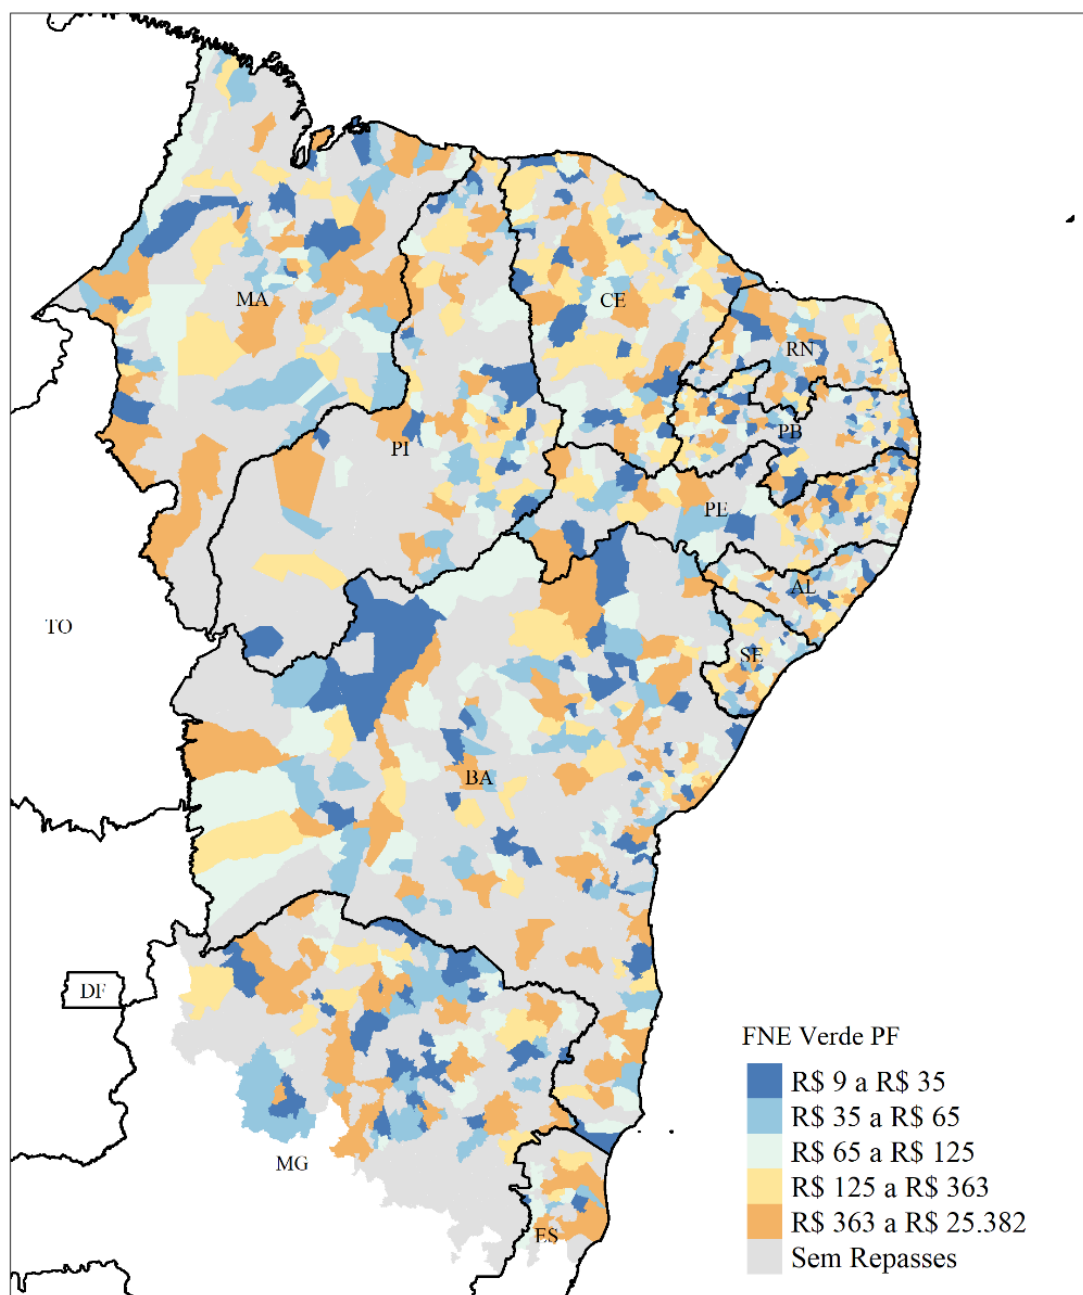 MA
CE
RN
PB
PI
PE
AL
TO
SE
BA
DF
MG
ES
FNE Verde PF
R$ 9 a R$ 35
R$ 35 a R$ 65
R$ 65 a R$ 125
R$ 125 a R$ 363
R$ 363 a R$ 25.382
Sem Repasses